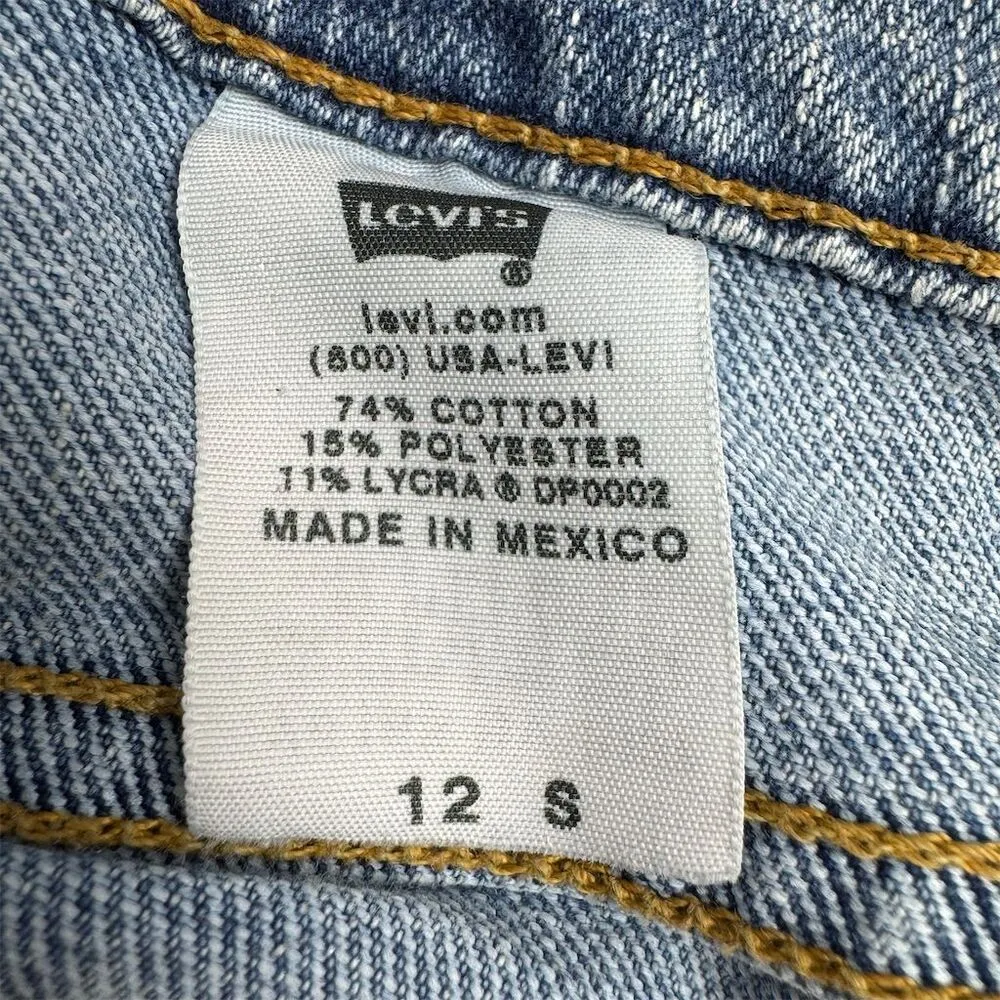 LEVI'S
®
levi.com
(800) USA-LEVI
74% COTTON
15% POLYESTER
11% LYCRA ® DP0002
MADE IN MEXICO
12 S